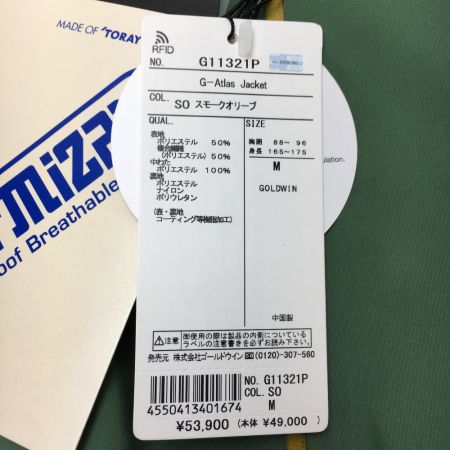 MADE OF "TORAY
RMIZA
oof Breathable
RFID
NO. G11321P
G-Atlas Jacket
COL. SO スモークオリーブ
QUAL. SIZE
表地
ポリエステル 50%
複合繊維
(ポリエステル) 50%
中わた
ポリエステル 100%
裏地
ポリエステル
ナイロン
ポリウレタン
(表・裏地
コーティング等樹脂加工)
胸囲 88~ 96
身長 165~175
M
GOLDWIN
lation.
中国製
注意 御使用の際は製品の内側についている
ラベルの注意書きを必ずお読み下さい。
発売元 株式会社ゴールドウイン (0120)-307-560
NO. G11321P
COL. SO
M
4550413401674
¥53,900 (本体 ¥49,000)